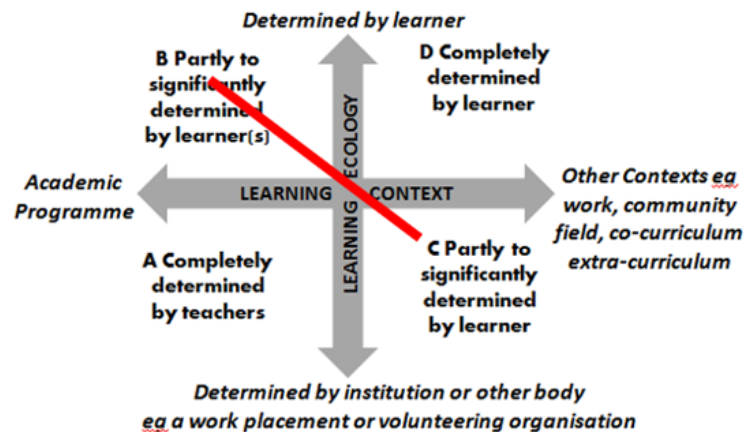 Determined by learner
B Partly to
significantly
determined
by learner(s)
D Completely
determined
by learner
Academic
Programme
LEARNING CONTEXT
LEARNING ECOLOGY
Other Contexts eg
work, community
field, co-curriculum
extra-curriculum
A Completely
determined
by teachers
C Partly to
significantly
determined
by learner
Determined by institution or other body
eg a work placement or volunteering organisation